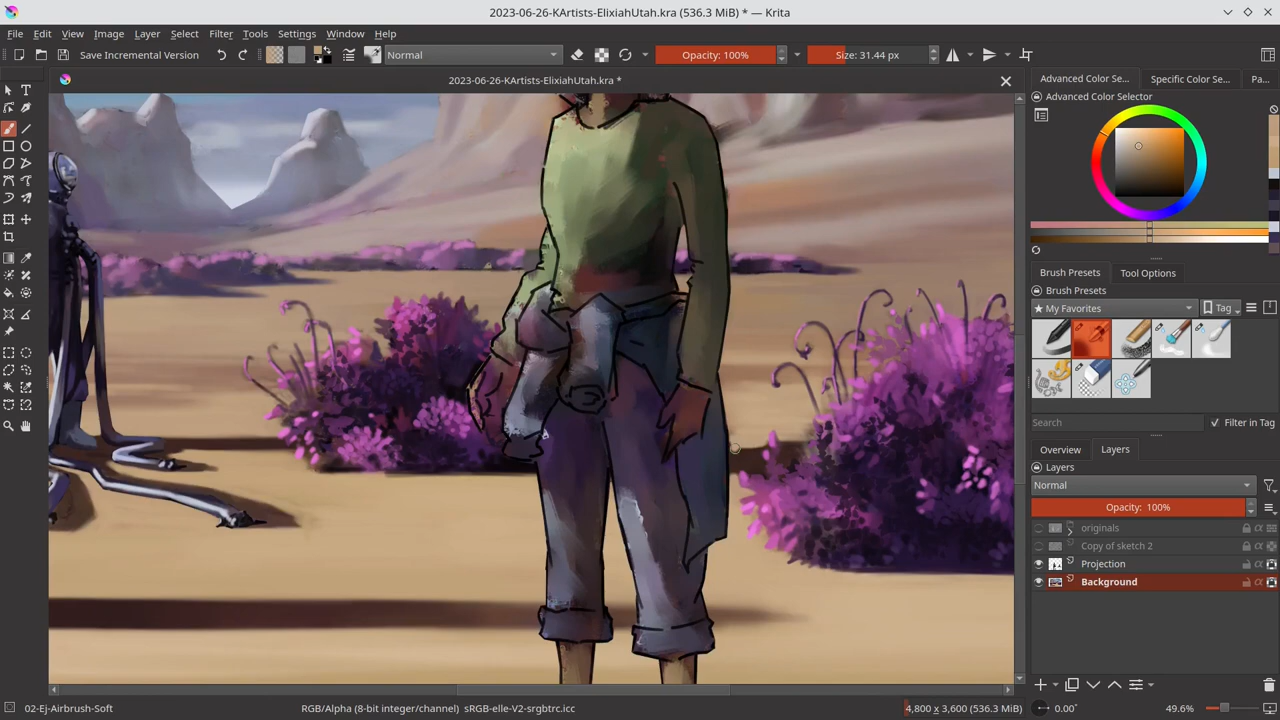 2023-06-26-KArtists-ElixiahUtah.kra (536.3 MiB) * — Krita
File Edit View Image Layer Select Filter Tools Settings Window Help
Save Incremental Version Normal Opacity: 100% Size: 31.44 px
2023-06-26-KArtists-ElixiahUtah.kra *
Advanced Color Se... Specific Color Se... Pa...
Advanced Color Selector
Brush Presets Tool Options
Brush Presets
★ My Favorites Tag
Search Filter in Tag
Overview Layers
Layers
Normal
Opacity: 100%
originals
Copy of sketch 2
Projection
Background
02-Ej-Airbrush-Soft RGB/Alpha (8-bit integer/channel) sRGB-elle-V2-srgbtrc.icc 4,800 x 3,600 (536.3 MiB) 0.00° 49.6%